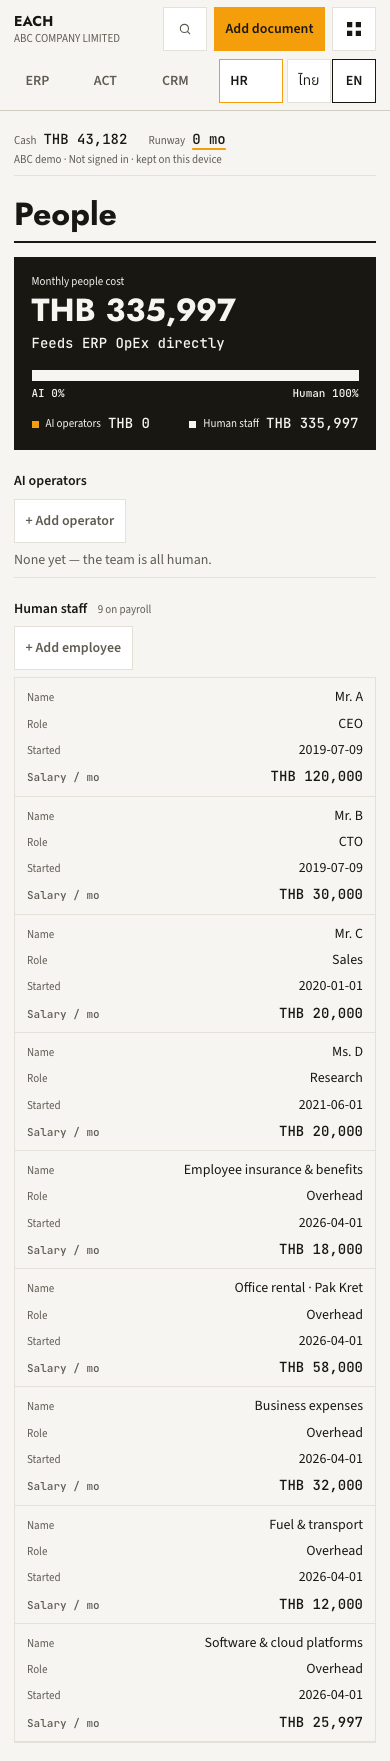 EACH
ABC COMPANY LIMITED
Add document
ERP ACT CRM HR ไทย EN
Cash THB 43,182 Runway 0 mo
ABC demo · Not signed in · kept on this device
People
Monthly people cost
THB 335,997
Feeds ERP OpEx directly
AI 0% Human 100%
AI operators THB 0 Human staff THB 335,997
AI operators
+ Add operator
None yet — the team is all human.
Human staff 9 on payroll
+ Add employee
Name Mr. A
Role CEO
Started 2019-07-09
Salary / mo THB 120,000
Name Mr. B
Role CTO
Started 2019-07-09
Salary / mo THB 30,000
Name Mr. C
Role Sales
Started 2020-01-01
Salary / mo THB 20,000
Name Ms. D
Role Research
Started 2021-06-01
Salary / mo THB 20,000
Name Employee insurance & benefits
Role Overhead
Started 2026-04-01
Salary / mo THB 18,000
Name Office rental · Pak Kret
Role Overhead
Started 2026-04-01
Salary / mo THB 58,000
Name Business expenses
Role Overhead
Started 2026-04-01
Salary / mo THB 32,000
Name Fuel & transport
Role Overhead
Started 2026-04-01
Salary / mo THB 12,000
Name Software & cloud platforms
Role Overhead
Started 2026-04-01
Salary / mo THB 25,997